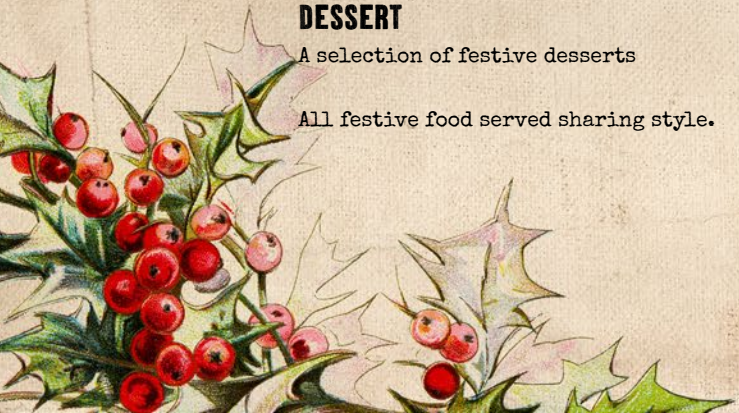 DESSERT
A selection of festive desserts
All festive food served sharing style.